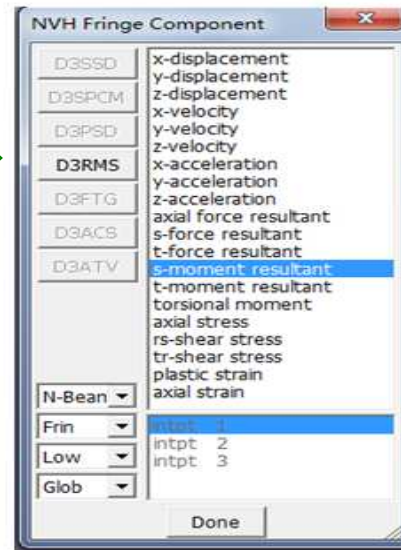 NVH Fringe Component
D3SSD
D3SPCM
D3PSD
D3RMS
D3FTG
D3ACS
D3ATV
x-displacement
y-displacement
z-displacement
x-velocity
y-velocity
z-velocity
x-acceleration
y-acceleration
z-acceleration
axial force resultant
s-force resultant
t-force resultant
s-moment resultant
t-moment resultant
torsional moment
axial stress
rs-shear stress
tr-shear stress
plastic strain
axial strain
N-Bean
Frin
Low
Glob
intpt 1
intpt 2
intpt 3
Done